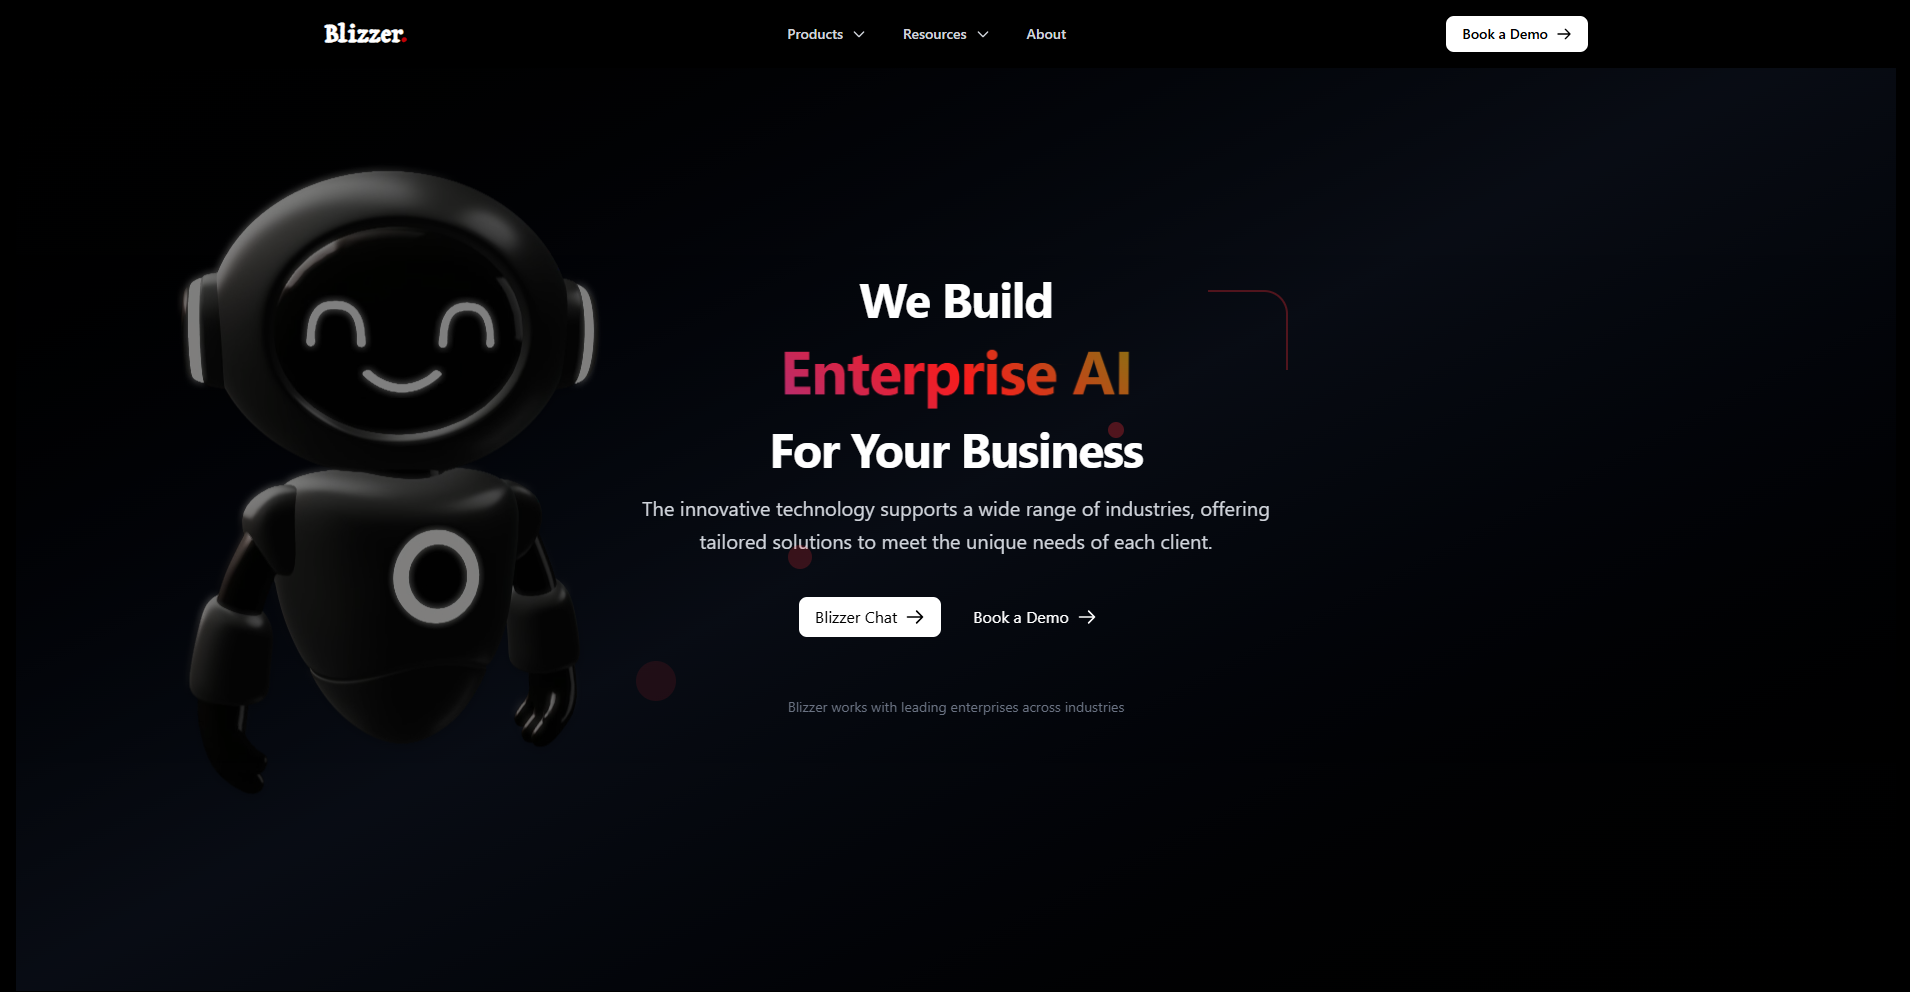 Blizzer.
Products
Resources
About
Book a Demo
We Build
Enterprise AI
For Your Business
The innovative technology supports a wide range of industries, offering
tailored solutions to meet the unique needs of each client.
Blizzer Chat
Book a Demo
Blizzer works with leading enterprises across industries